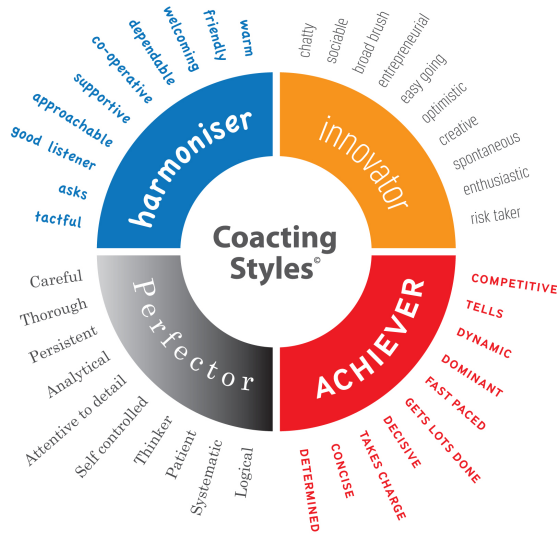 Coacting
Styles©
harmoniser
tactful
asks
good listener
approachable
supportive
co-operative
dependable
welcoming
friendly
warm
innovator
chatty
sociable
broad brush
entrepreneurial
easy going
optimistic
creative
spontaneous
enthusiastic
risk taker
ACHIEVER
COMPETITIVE
TELLS
DYNAMIC
DOMINANT
FAST PACED
GETS LOTS DONE
DECISIVE
TAKES CHARGE
CONCISE
DETERMINED
Perfector
Careful
Thorough
Persistent
Analytical
Attentive to detail
Self controlled
Thinker
Patient
Systematic
Logical